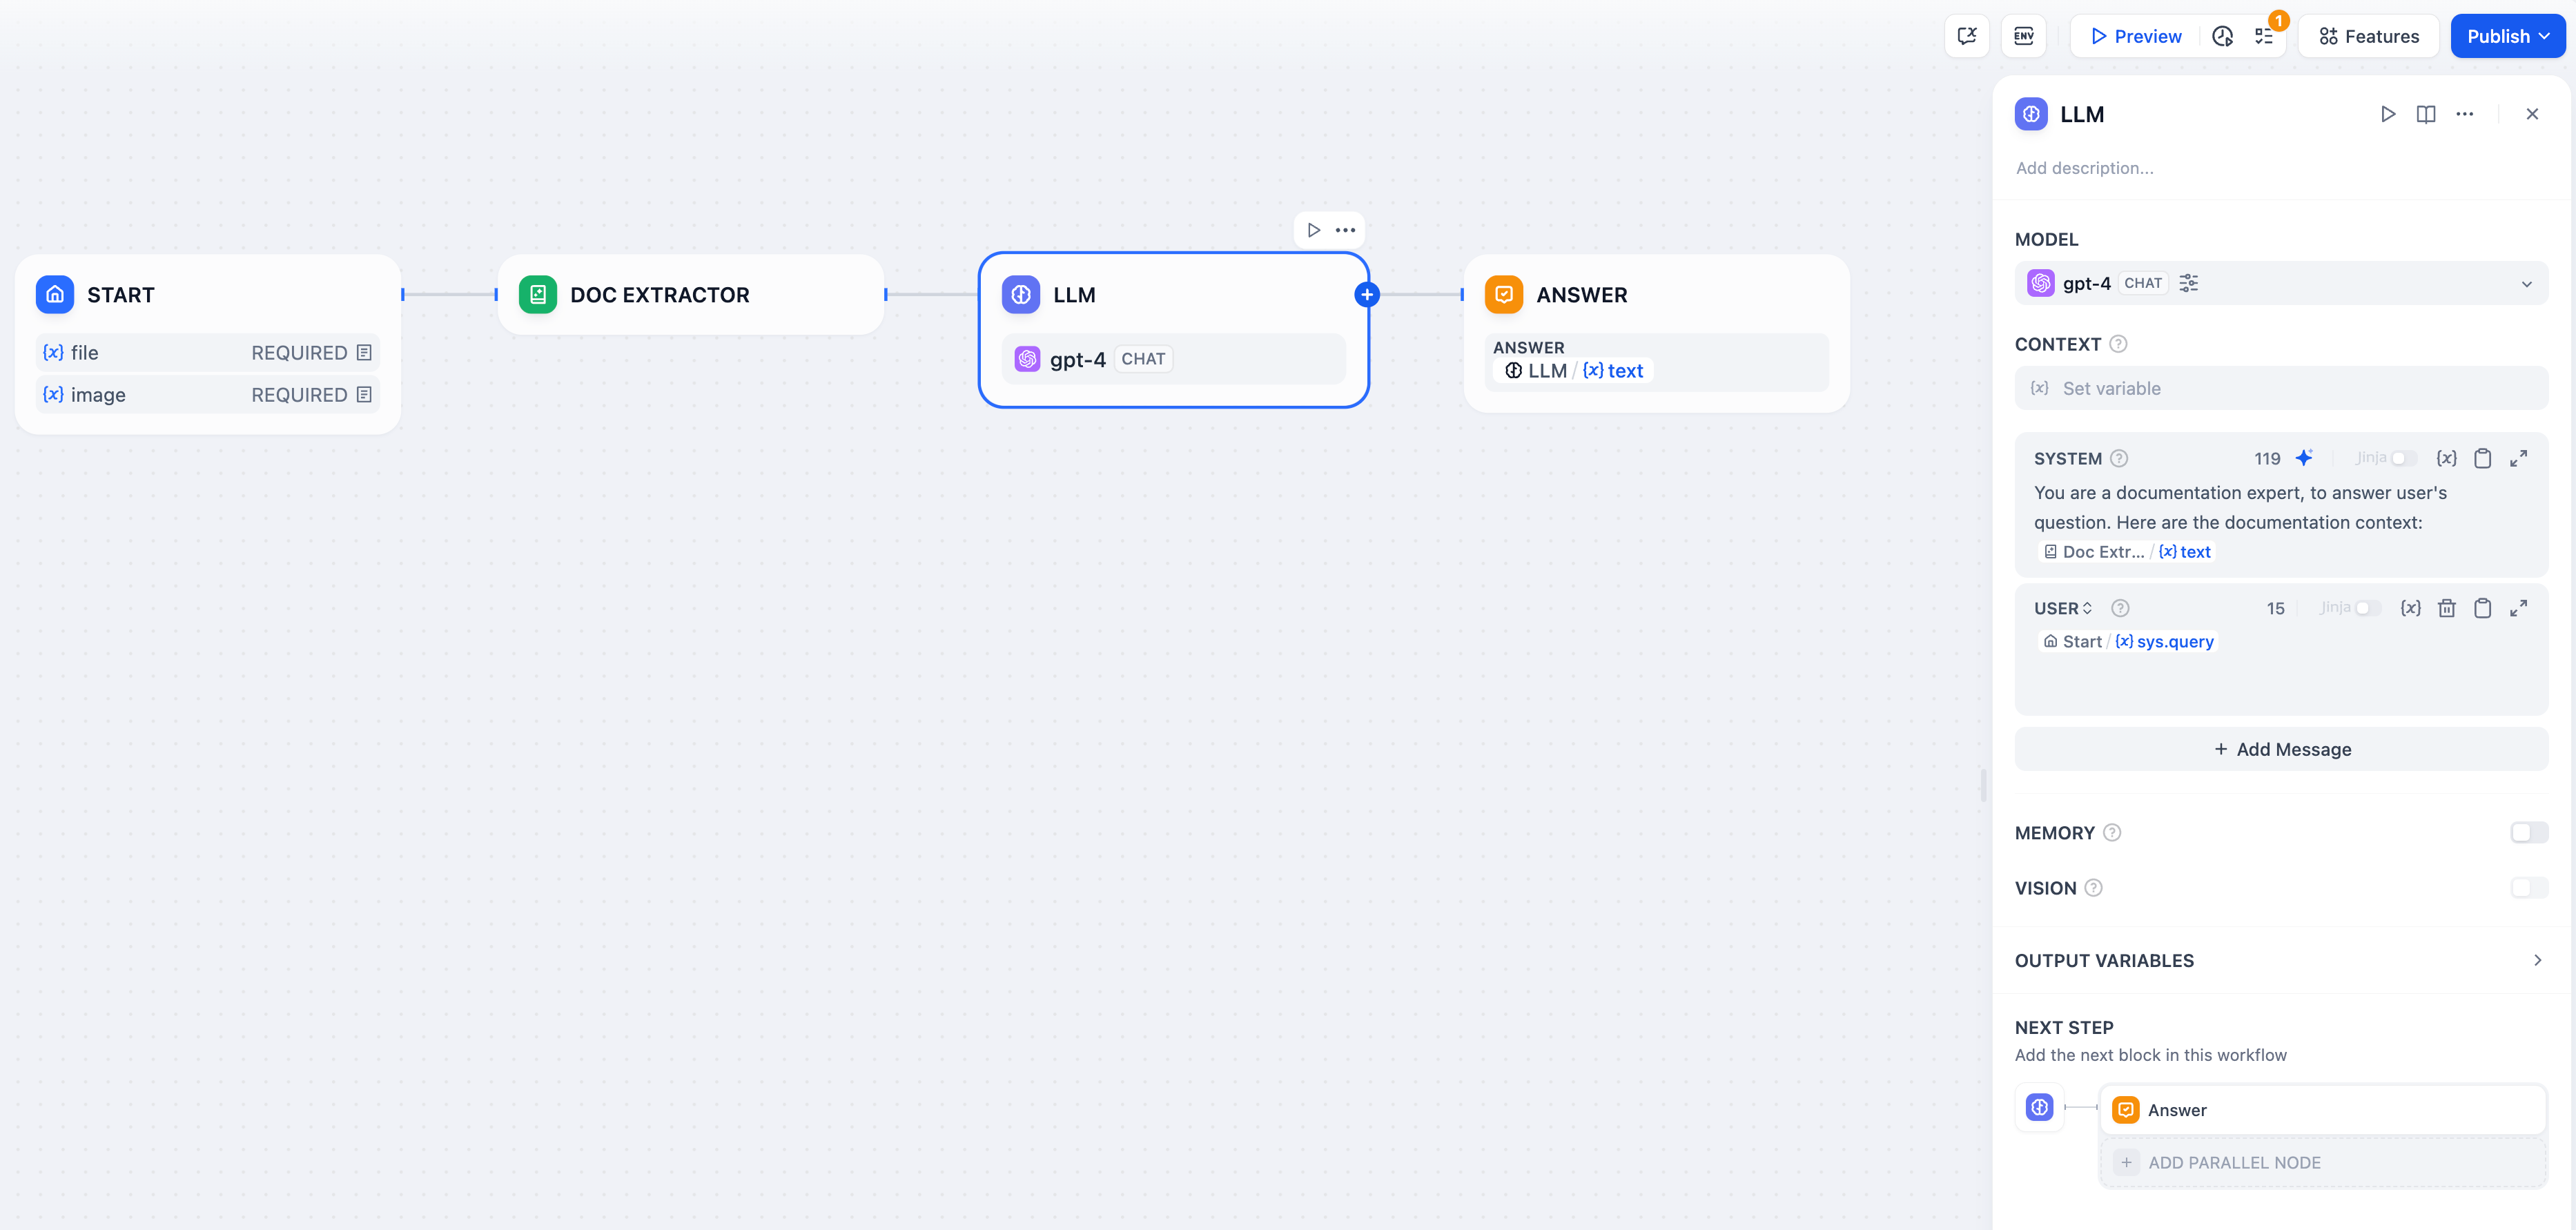 ENV
Preview
1
Features
Publish
START
{x} file REQUIRED
{x} image REQUIRED
DOC EXTRACTOR
LLM
gpt-4 CHAT
ANSWER
ANSWER
LLM / {x} text
LLM
Add description...
MODEL
gpt-4 CHAT
CONTEXT ?
{x} Set variable
SYSTEM ? 119 Jinja {x}
You are a documentation expert, to answer user's
question. Here are the documentation context:
Doc Extr... / {x} text
USER ? 15 Jinja {x}
Start / {x} sys.query
+ Add Message
MEMORY ?
VISION ?
OUTPUT VARIABLES
NEXT STEP
Add the next block in this workflow
Answer
+ ADD PARALLEL NODE